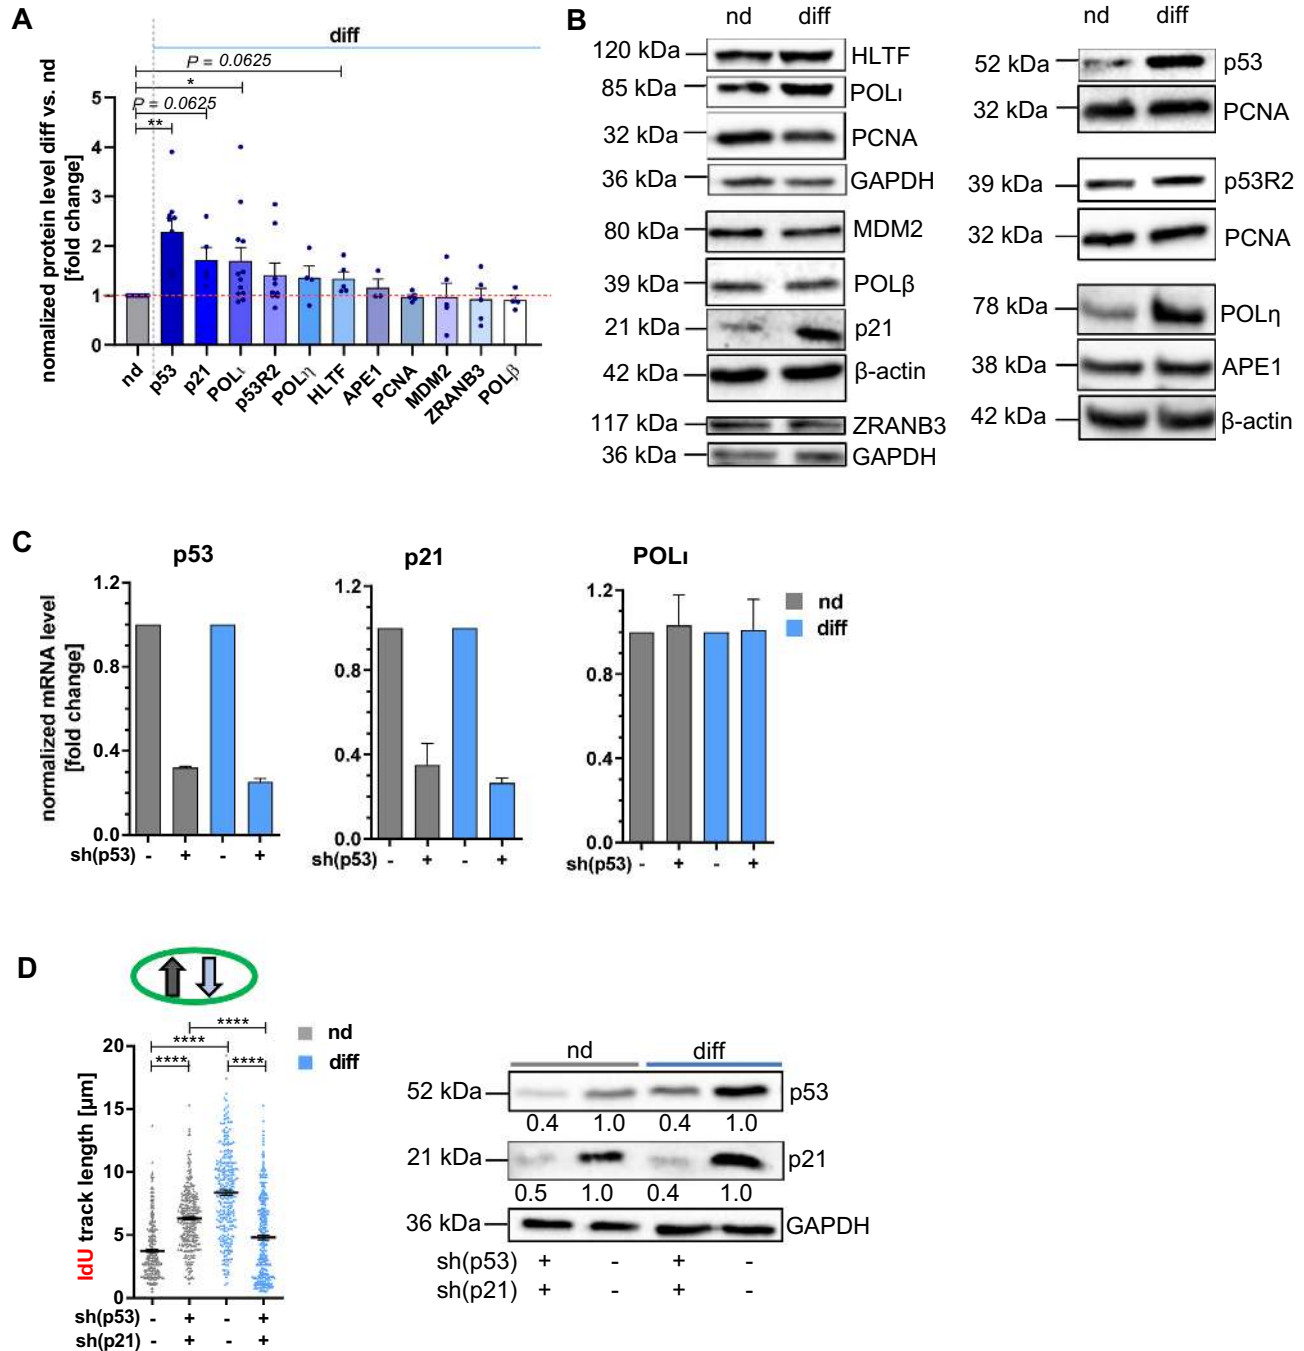 A
diff
P = 0.0625
*
P = 0.0625
**
nomalized protein level diff vs. nd
[fold change]
5
4
3
2
1
0
nd
p53
p21
POLι
p53R2
POLη
HLTF
APE1
PCNA
MDM2
ZRANB3
POLβ
B
nd diff
120 kDa HLTF
85 kDa POLι
32 kDa PCNA
36 kDa GAPDH
80 kDa MDM2
39 kDa POLβ
21 kDa p21
42 kDa β-actin
117 kDa ZRANB3
36 kDa GAPDH
nd diff
52 kDa p53
32 kDa PCNA
39 kDa p53R2
32 kDa PCNA
78 kDa POLη
38 kDa APE1
42 kDa β-actin
C
p53
normalized mRNA level
[fold change]
1.2
0.8
0.4
0.0
sh(p53) - + - +
p21
1.2
0.8
0.4
0.0
sh(p53) - + - +
POLι
1.2
0.8
0.4
0.0
sh(p53) - + - +
nd
diff
D
****
****
**** ****
nd
diff
IdU track length [µm]
20
15
10
5
0
sh(p53) - + - +
sh(p21) - + - +
nd diff
52 kDa p53
0.4 1.0 0.4 1.0
21 kDa p21
0.5 1.0 0.4 1.0
36 kDa GAPDH
sh(p53) + - + -
sh(p21) + - + -